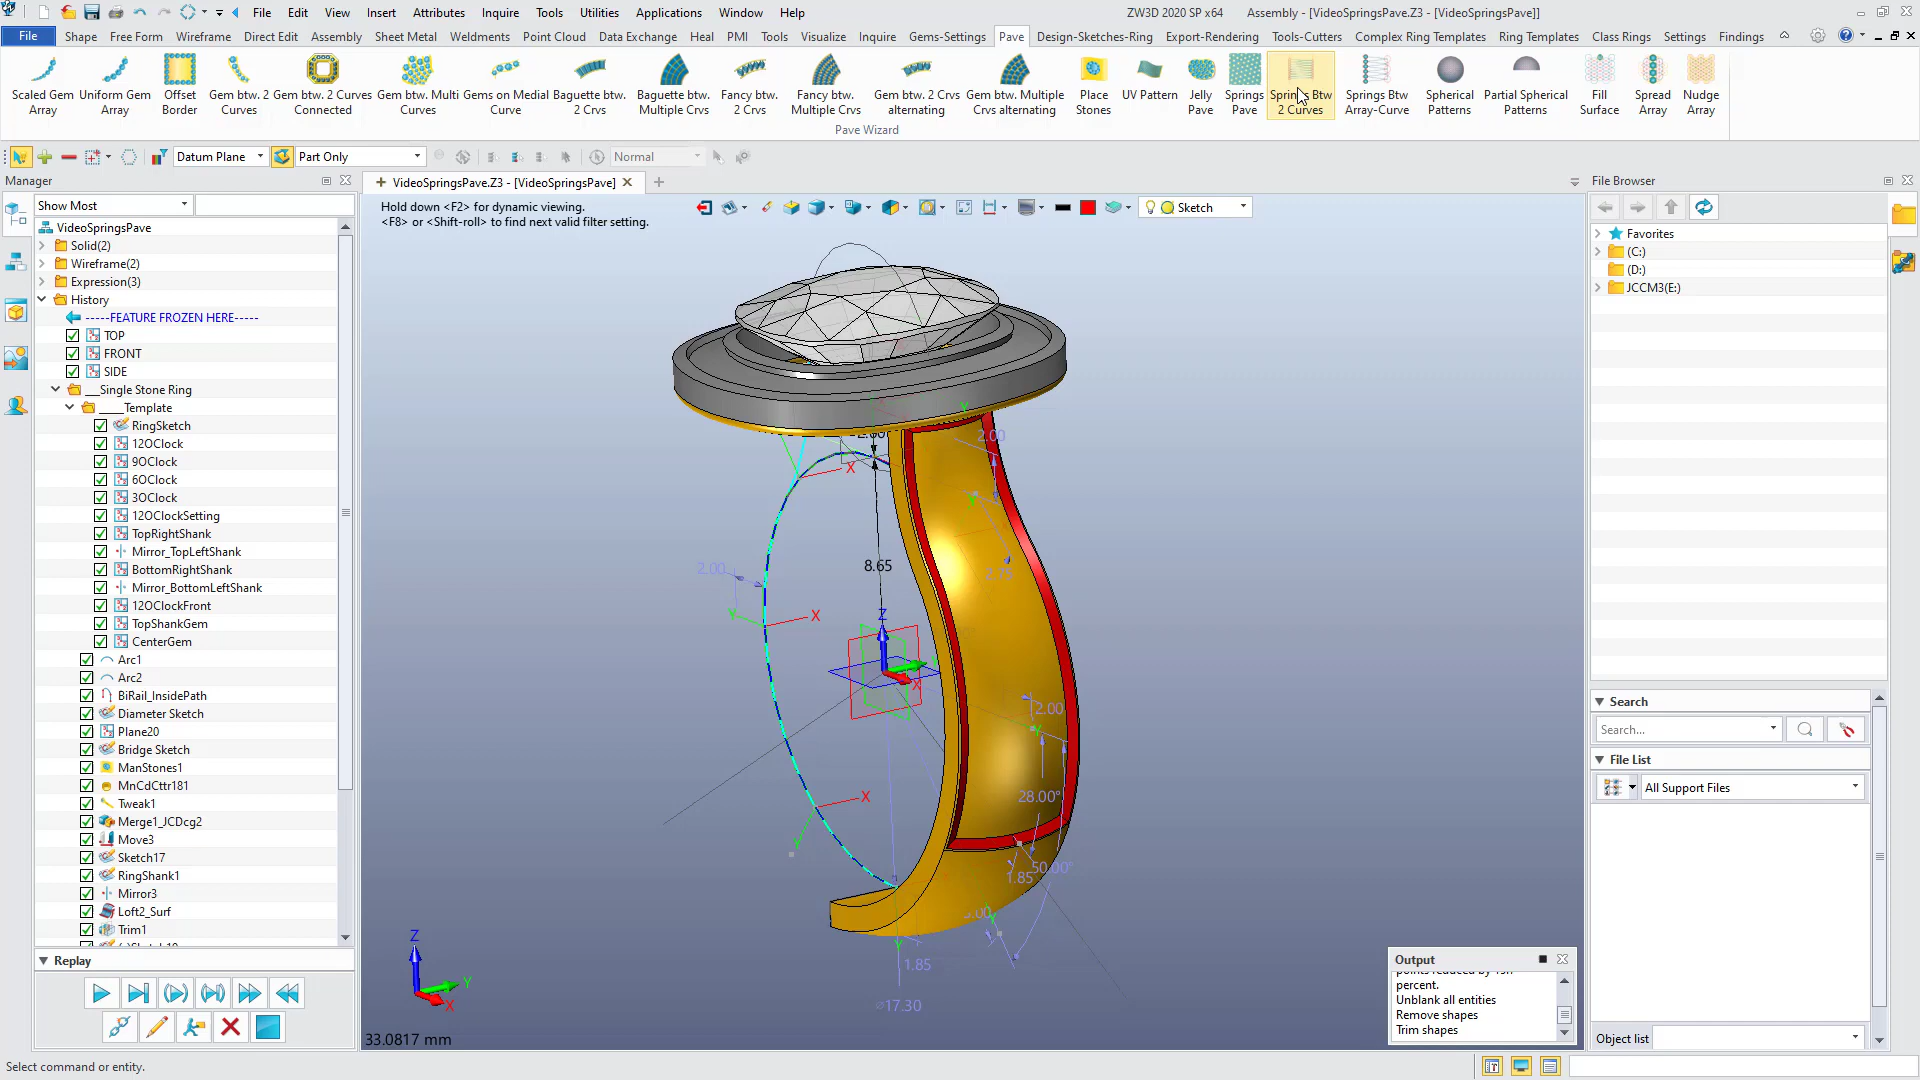 File Edit View Insert Attributes Inquire Tools Utilities Applications Window Help
ZW3D 2020 SP x64 Assembly - [VideoSpringsPave.Z3 - [VideoSpringsPave]]
File Shape Free Form Wireframe Direct Edit Assembly Sheet Metal Weldments Point Cloud Data Exchange Heal PMI Tools Visualize Inquire Gems-Settings Pave Design-Sketches-Ring Export-Rendering Tools-Cutters Complex Ring Templates Ring Templates Class Rings Settings Findings
Scaled Gem Array
Uniform Gem Array
Offset Border
Gem btw. 2 Curves
Gem btw. 2 Curves Connected
Gem btw. Multi Curves
Gems on Medial Curve
Baguette btw. 2 Crvs
Baguette btw. Multiple Crvs
Fancy btw. 2 Crvs
Fancy btw. Multiple Crvs
Gem btw. 2 Crvs alternating
Gem btw. Multiple Crvs alternating
Place Stones
UV Pattern
Jelly Pave
Springs Pave
Springs Btw 2 Curves
Springs Btw Array-Curve
Spherical Patterns
Partial Spherical Patterns
Fill Surface
Spread Array
Nudge Array
Pave Wizard
Datum Plane
Part Only
Normal
Manager
VideoSpringsPave.Z3 - [VideoSpringsPave]
File Browser
Show Most
VideoSpringsPave
Solid(2)
Wireframe(2)
Expression(3)
History
-----FEATURE FROZEN HERE-----
TOP
FRONT
SIDE
__Single Stone Ring
____Template
RingSketch
12OClock
9OClock
6OClock
3OClock
12OClockSetting
TopRightShank
Mirror_TopLeftShank
BottomRightShank
Mirror_BottomLeftShank
12OClockFront
TopShankGem
CenterGem
Arc1
Arc2
BiRail_InsidePath
Diameter Sketch
Plane20
Bridge Sketch
ManStones1
MnCdCttr181
Tweak1
Merge1_JCDcg2
Move3
Sketch17
RingShank1
Mirror3
Loft2_Surf
Trim1
Replay
Hold down <F2> for dynamic viewing.
<F8> or <Shift-roll> to find next valid filter setting.
Sketch
2.00
Y
X
8.65
2.00
2.75
Y
X
Z
X
2.00
Y
X
28.00°
50.00°
1.85
Y
1.85
⌀17.30
Z
Y
X
33.0817 mm
Favorites
(C:)
(D:)
JCCM3(E:)
Search
Search...
File List
All Support Files
Object list
Output
percent.
Unblank all entities
Remove shapes
Trim shapes
Select command or entity.